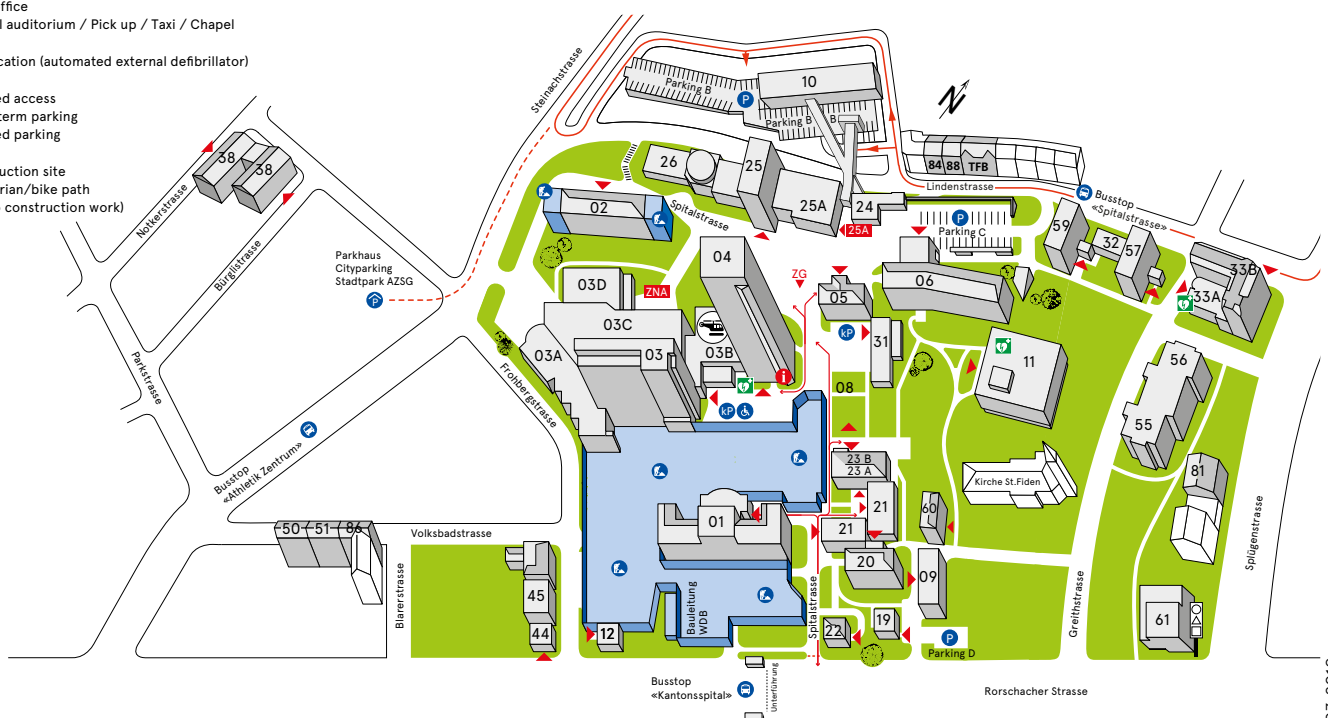 ffice
l auditorium / Pick up / Taxi / Chapel
cation (automated external defibrillator)
ed access
term parking
ed parking
uction site
rian/bike path
construction work)
Steinachstrasse
Parking B
P
10
Parking B
B
N
38
38
Notkerstrasse
Bürglistrasse
26
25
25A
24
25A
84 88 TFB
Lindenstrasse
Busstop
«Spitalstrasse»
P
Parking C
02
Spitalstrasse
59
32
57
33B
33A
Parkhaus
Cityparking
Stadtpark AZSG
P
04
03D
ZNA
ZG
05
06
03C
03A
03
03B
kP
31
11
56
55
i
08
kP
Parkstrasse
Frohbergstrasse
Busstop
«Athletik Zentrum»
23 B
23 A
Kirche St.Fiden
81
01
21
21
60
50 51 86
Volksbadstrasse
20
09
Blarerstrasse
45
44
12
Bauleitung
WDB
Spitalstrasse
22
19
P
Parking D
Greithstrasse
Splügenstrasse
61
Busstop
«Kantonsspital»
Unterführung
Rorschacher Strasse